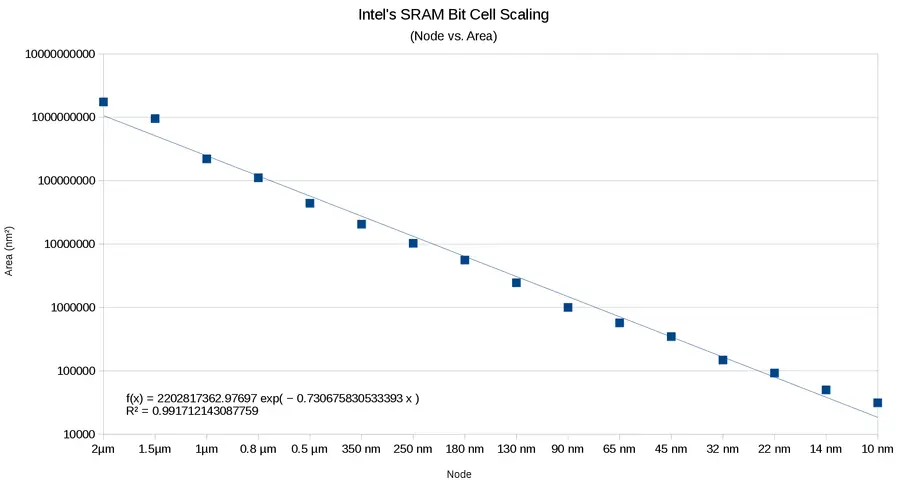 Intel's SRAM Bit Cell Scaling
(Node vs. Area)
10000000000
1000000000
100000000
10000000
1000000
100000
10000
Area (nm²)
f(x) = 2202817362.97697 exp( − 0.730675830533393 x )
R² = 0.991712143087759
2µm 1.5µm 1µm 0.8 µm 0.5 µm 350 nm 250 nm 180 nm 130 nm 90 nm 65 nm 45 nm 32 nm 22 nm 14 nm 10 nm
Node